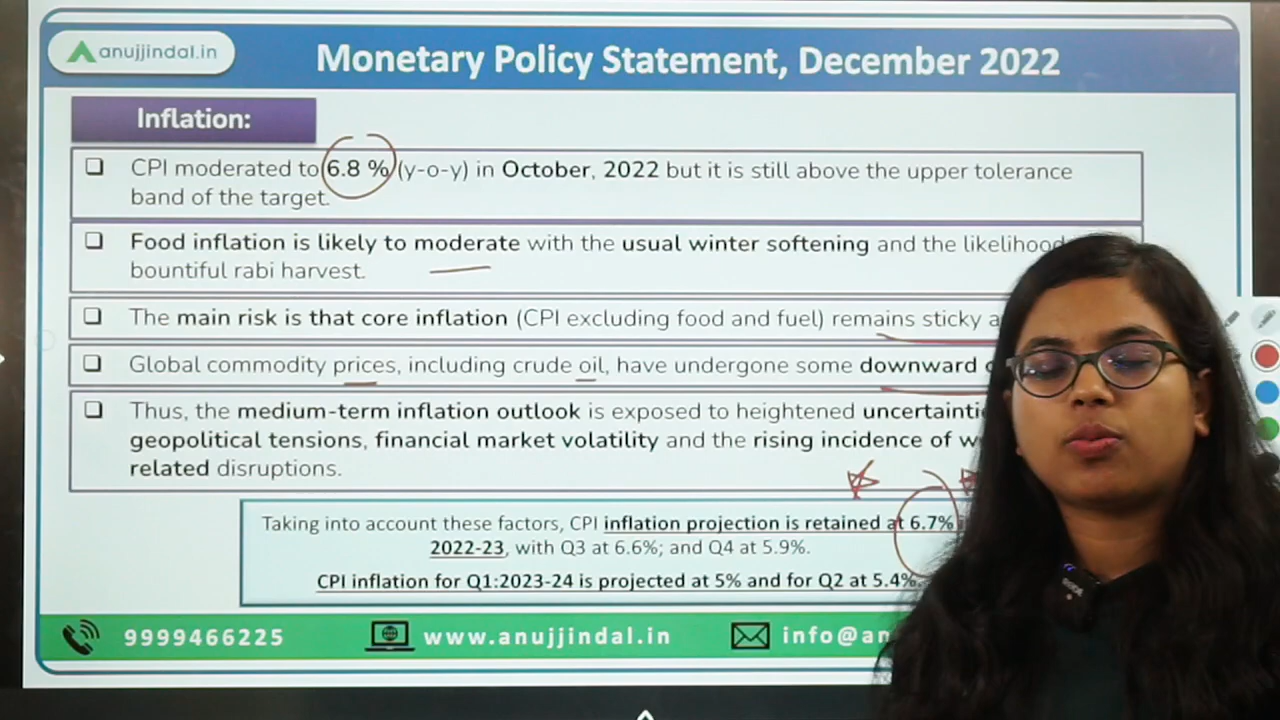 anujjindal.in
Monetary Policy Statement, December 2022
Inflation:
CPI moderated to 6.8 % (y-o-y) in October, 2022 but it is still above the upper tolerance
band of the target.
Food inflation is likely to moderate with the usual winter softening and the likelihood
bountiful rabi harvest.
The main risk is that core inflation (CPI excluding food and fuel) remains sticky
Global commodity prices, including crude oil, have undergone some downward
Thus, the medium-term inflation outlook is exposed to heightened
geopolitical tensions, financial market volatility and the rising incidence of
related disruptions.
Taking into account these factors, CPI inflation projection is retained at 6.7%
2022-23, with Q3 at 6.6%; and Q4 at 5.9%.
CPI inflation for Q1:2023-24 is projected at 5% and for Q2 at 5.4%.
9999466225
www.anujjindal.in
info@an